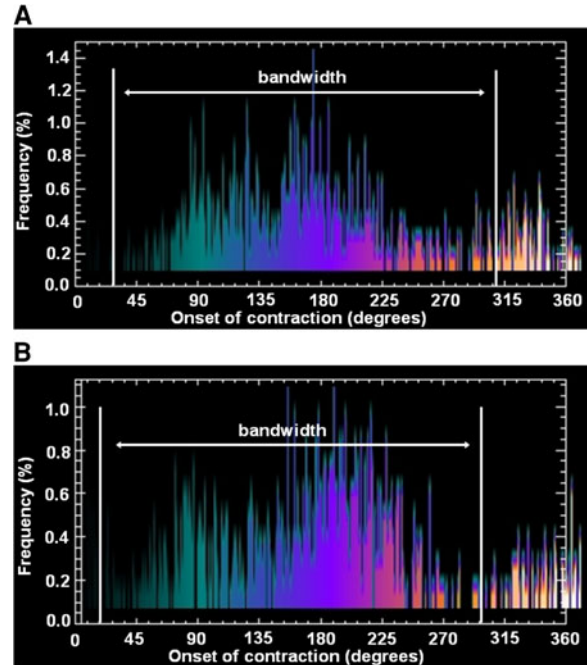 A
1.4
1.2
1.0
0.8
0.6
0.4
0.2
0.0
Frequency (%)
bandwidth
0 45 90 135 180 225 270 315 360
Onset of contraction (degrees)
B
1.0
0.8
0.6
0.4
0.2
0.0
Frequency (%)
bandwidth
0 45 90 135 180 225 270 315 360
Onset of contraction (degrees)